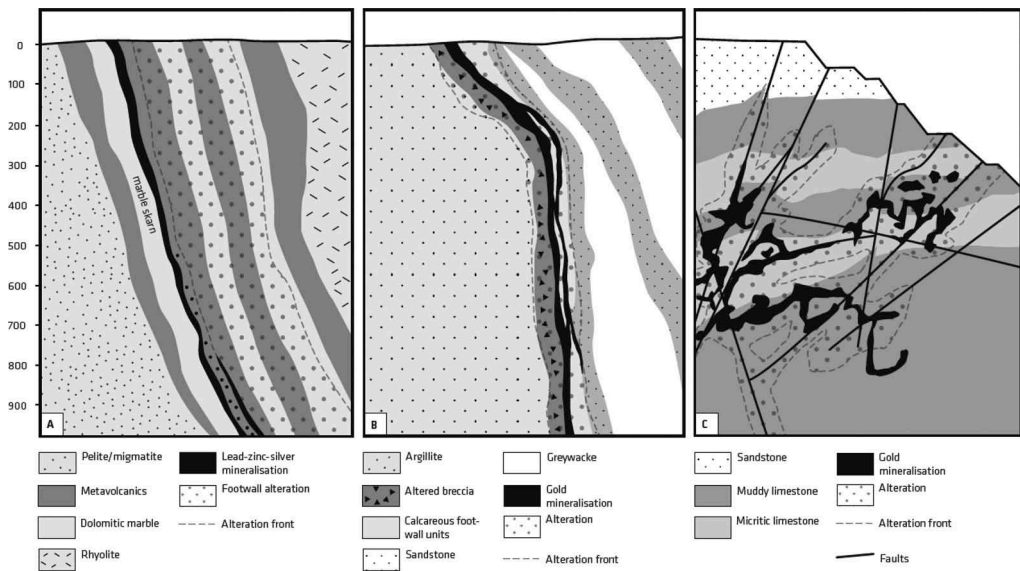 0
100
200
300
400
500
600
700
800
900
marble skarn
A
B
C
Pelite/migmatite
Metavolcanics
Dolomitic marble
Rhyolite
Lead-zinc-silver
mineralisation
Footwall alteration
Alteration front
Argillite
Altered breccia
Calcareous foot-
wall units
Sandstone
Greywacke
Gold
mineralisation
Alteration
Alteration front
Sandstone
Muddy limestone
Micritic limestone
Gold
mineralisation
Alteration
Alteration front
Faults